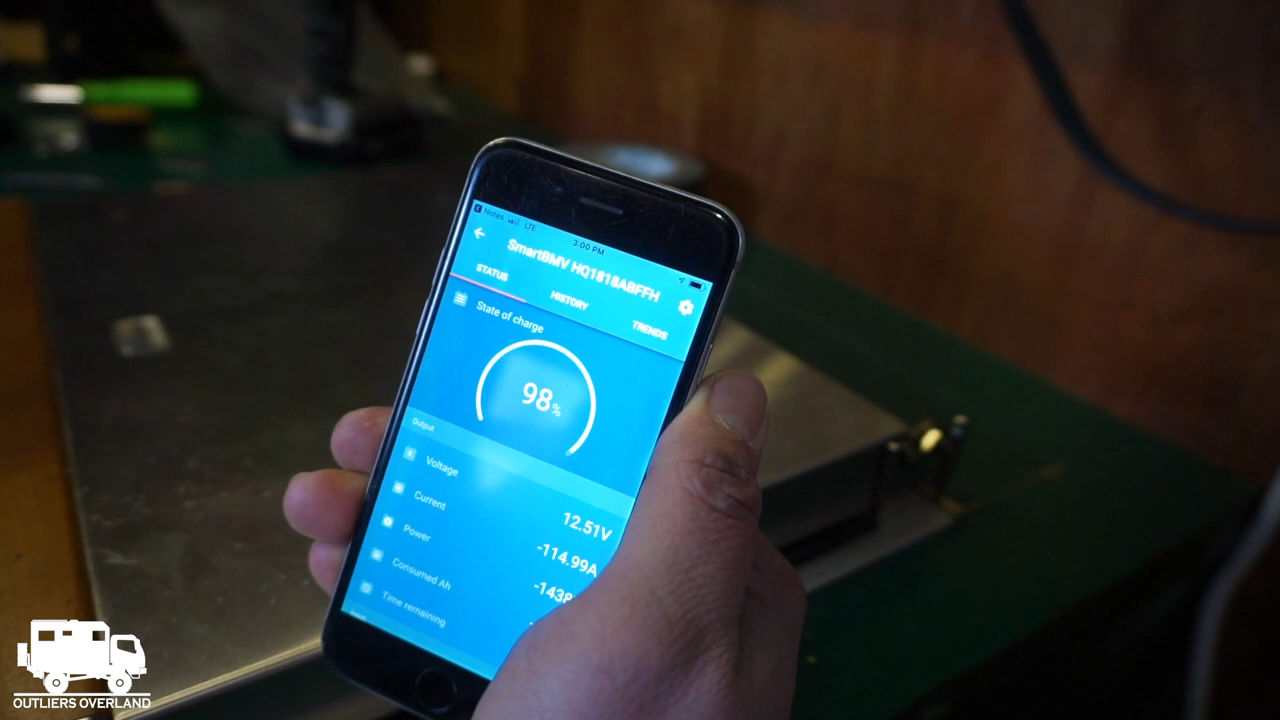 Notes LTE
3:00 PM
SmartBMV HQ1818ABFFH
STATUS HISTORY TRENDS
State of charge
98%
Output
Voltage 12.51V
Current -114.99A
Power -1438
Consumed Ah
Time remaining
OUTLIERS OVERLAND